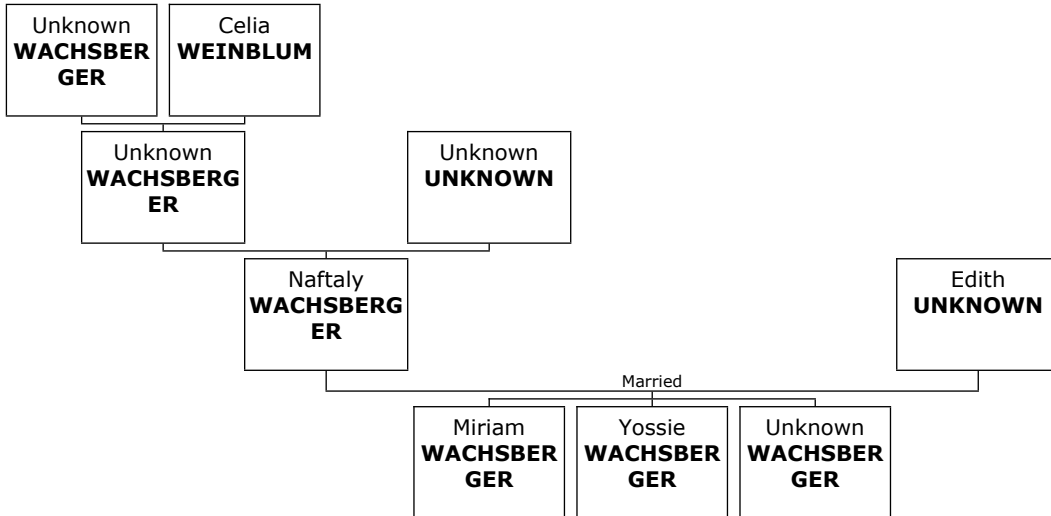 Unknown
WACHSBER
GER
Celia
WEINBLUM
Unknown
WACHSBERG
ER
Unknown
UNKNOWN
Naftaly
WACHSBERG
ER
Edith
UNKNOWN
Married
Miriam
WACHSBER
GER
Yossie
WACHSBER
GER
Unknown
WACHSBER
GER